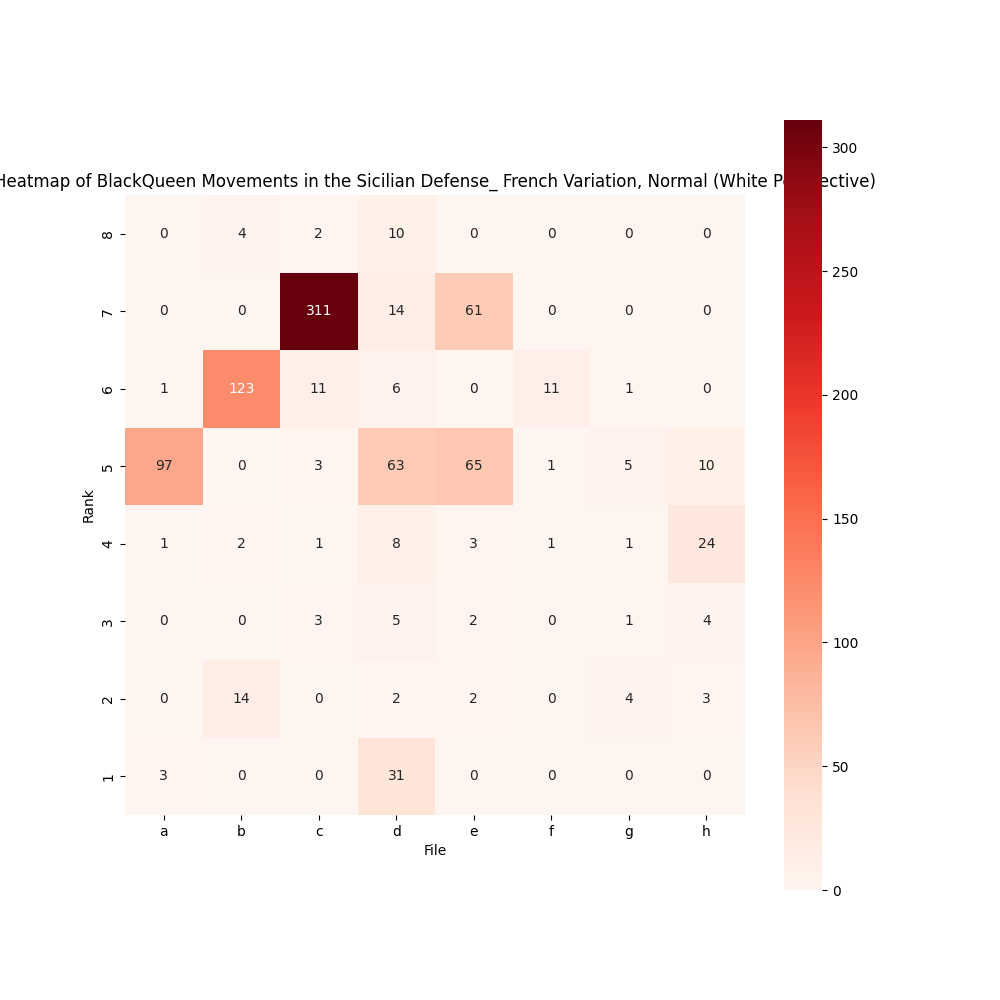 Heatmap of BlackQueen Movements in the Sicilian Defense_ French Variation, Normal (White P ective)
300
8 0 4 2 10 0 0 0 0
7 0 0 311 14 61 0 0 0
250
6 1 123 11 6 0 11 1 0
200
5 97 0 3 63 65 1 5 10
Rank
150
4 1 2 1 8 3 1 1 24
100
3 0 0 3 5 2 0 1 4
2 0 14 0 2 2 0 4 3
50
1 3 0 0 31 0 0 0 0
a b c d e f g h
File
0